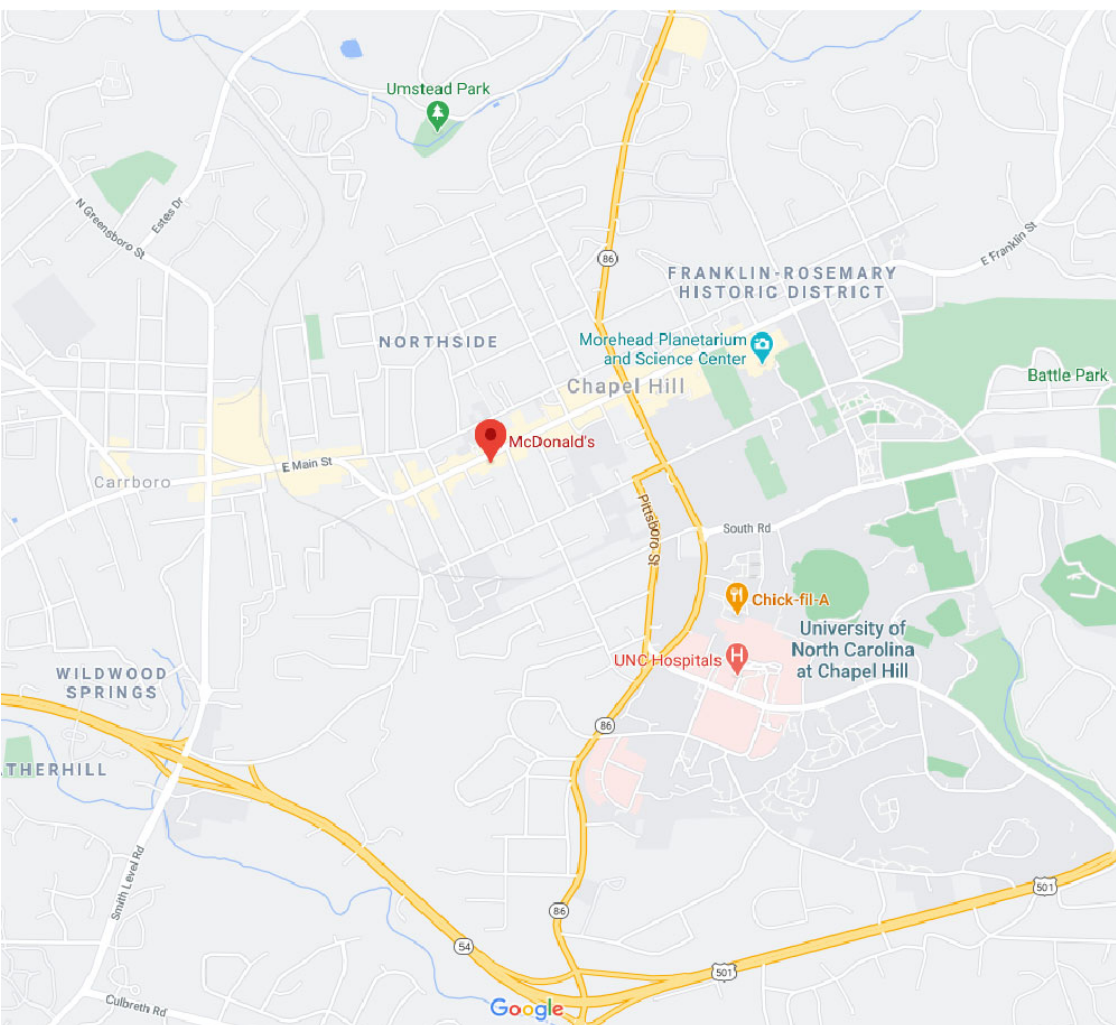 Umstead Park
N Greensboro St
Estes Dr
86
E Franklin St
FRANKLIN-ROSEMARY
HISTORIC DISTRICT
NORTHSIDE
Morehead Planetarium
and Science Center
Chapel Hill
Battle Park
McDonald's
E Main St
Carrboro
Pittsboro St
South Rd
Chick-fil-A
University of
North Carolina
at Chapel Hill
UNC Hospitals
H
WILDWOOD
SPRINGS
86
THERHILL
Smith Level Rd
501
86
54
501
Culbreth Rd
Google